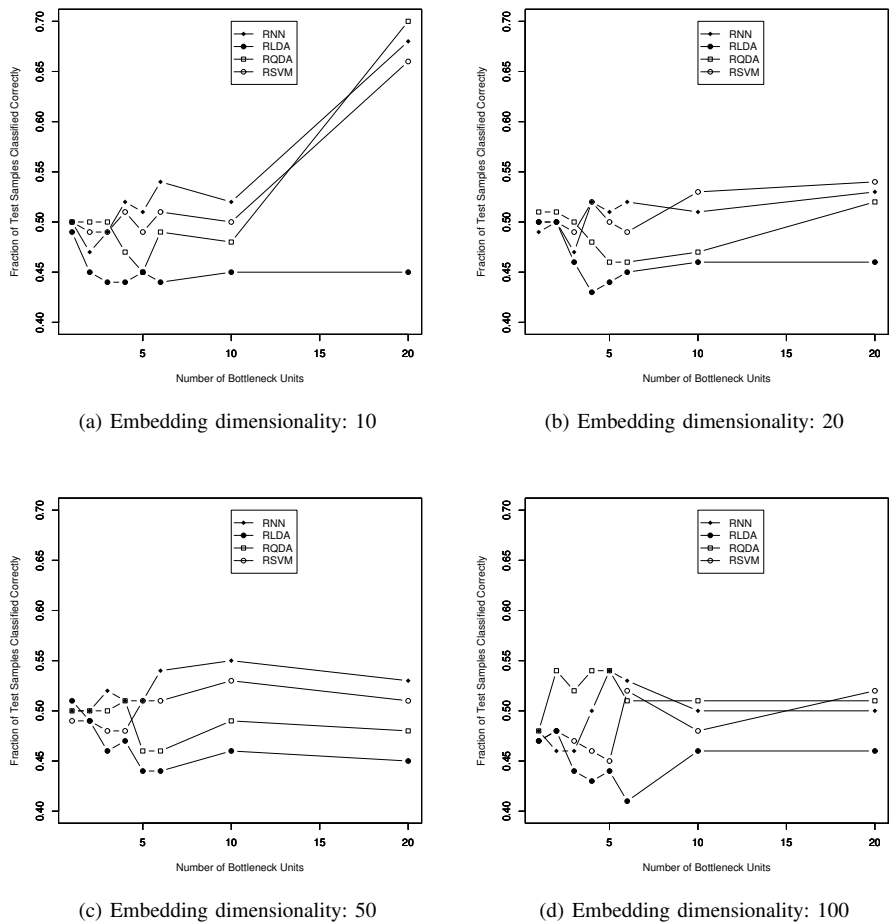 0.70
0.65
0.60
0.55
0.50
0.45
0.40
Fraction of Test Samples Classified Correctly
RNN
RLDA
RQDA
RSVM
5 10 15 20
Number of Bottleneck Units
(a) Embedding dimensionality: 10
0.70
0.65
0.60
0.55
0.50
0.45
0.40
Fraction of Test Samples Classified Correctly
RNN
RLDA
RQDA
RSVM
5 10 15 20
Number of Bottleneck Units
(b) Embedding dimensionality: 20
0.70
0.65
0.60
0.55
0.50
0.45
0.40
Fraction of Test Samples Classified Correctly
RNN
RLDA
RQDA
RSVM
5 10 15 20
Number of Bottleneck Units
(c) Embedding dimensionality: 50
0.70
0.65
0.60
0.55
0.50
0.45
0.40
Fraction of Test Samples Classified Correctly
RNN
RLDA
RQDA
RSVM
5 10 15 20
Number of Bottleneck Units
(d) Embedding dimensionality: 100